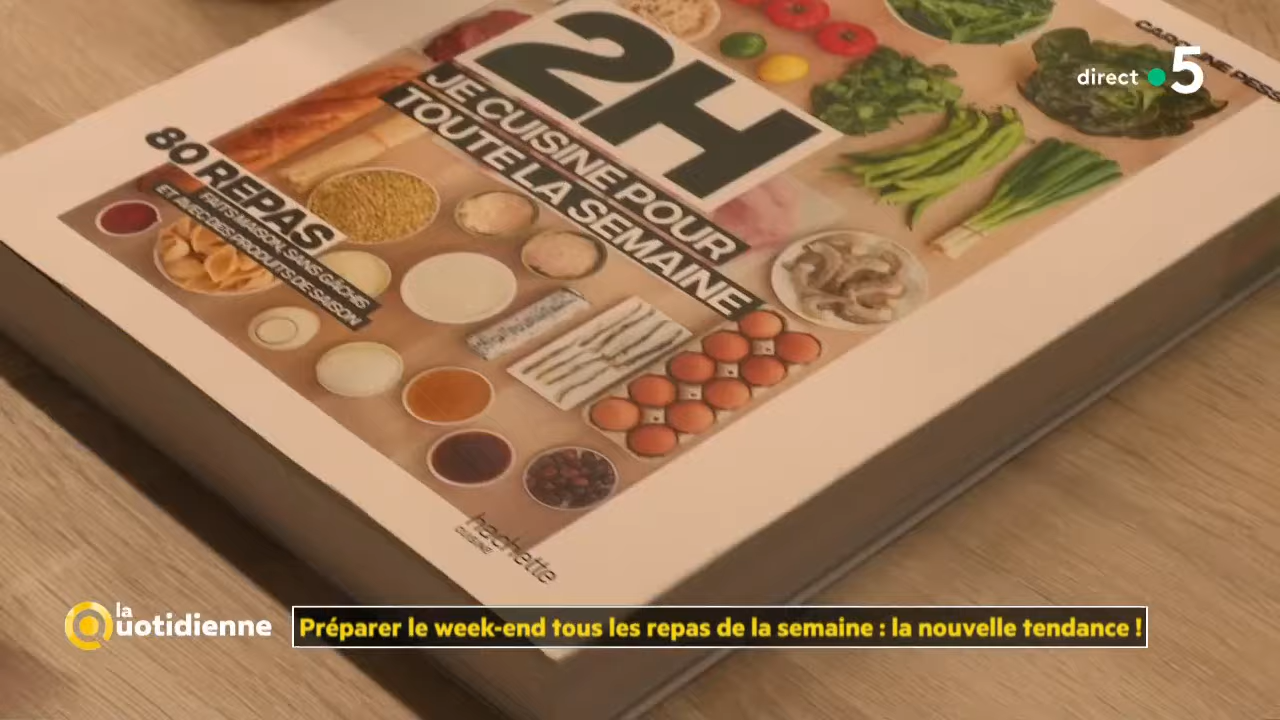 CAROLINE PESS
direct 5
2H
JE CUISINE POUR
TOUTE LA SEMAINE
80 REPAS
FAITS MAISON, SANS GÂCHIS
ET AVEC DES PRODUITS DE SAISON
hachette
CUISINE
la
Quotidienne
Préparer le week-end tous les repas de la semaine : la nouvelle tendance !